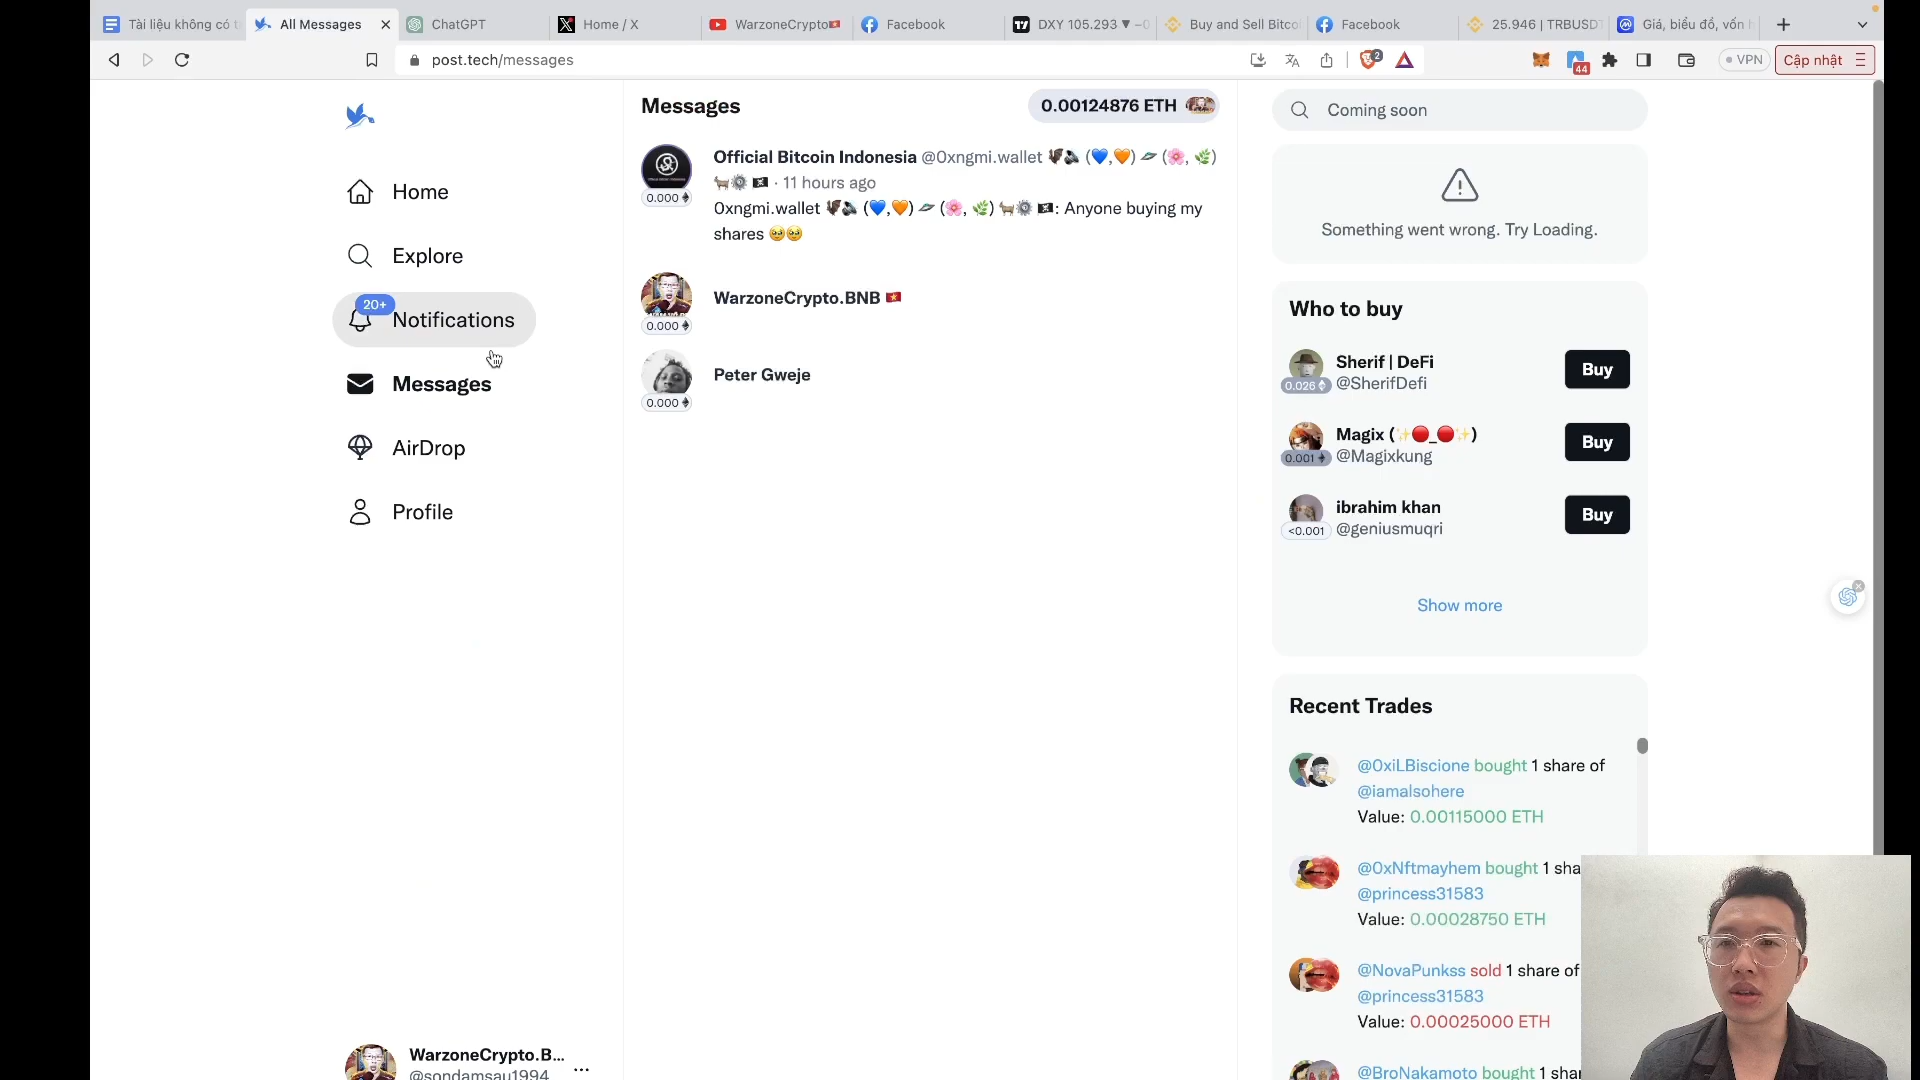 Tài liệu không có t
All Messages
ChatGPT
Home / X
WarzoneCrypto🇻🇳
Facebook
DXY 105.293 ▼ −0
Buy and Sell Bitco
Facebook
25.946 | TRBUSDT
Giá, biểu đồ, vốn h
post.tech/messages
2
44
VPN
Cập nhật
Home
Explore
20+
Notifications
Messages
AirDrop
Profile
WarzoneCrypto.B...
@sondamsau1994
...
Messages
0.00124876 ETH
Official Bitcoin Indonesia @0xngmi.wallet 🦇🔊 (💙,🧡) 🪐 (🌸, 🌿)
🐐⚙️ 🏴‍☠️ · 11 hours ago
0xngmi.wallet 🦇🔊 (💙,🧡) 🪐 (🌸, 🌿) 🐐⚙️ 🏴‍☠️: Anyone buying my
shares 🥹🥹
0.000
WarzoneCrypto.BNB 🇻🇳
0.000
Peter Gweje
0.000
Coming soon
Something went wrong. Try Loading.
Who to buy
Sherif | DeFi
@SherifDefi
0.026
Buy
Magix (✨🔴_🔴✨)
@Magixkung
0.001
Buy
ibrahim khan
@geniusmuqri
<0.001
Buy
Show more
Recent Trades
@0xiLBiscione bought 1 share of
@iamalsohere
Value: 0.00115000 ETH
@0xNftmayhem bought 1 sha
@princess31583
Value: 0.00028750 ETH
@NovaPunkss sold 1 share of
@princess31583
Value: 0.00025000 ETH
@BroNakamoto bought 1 shar